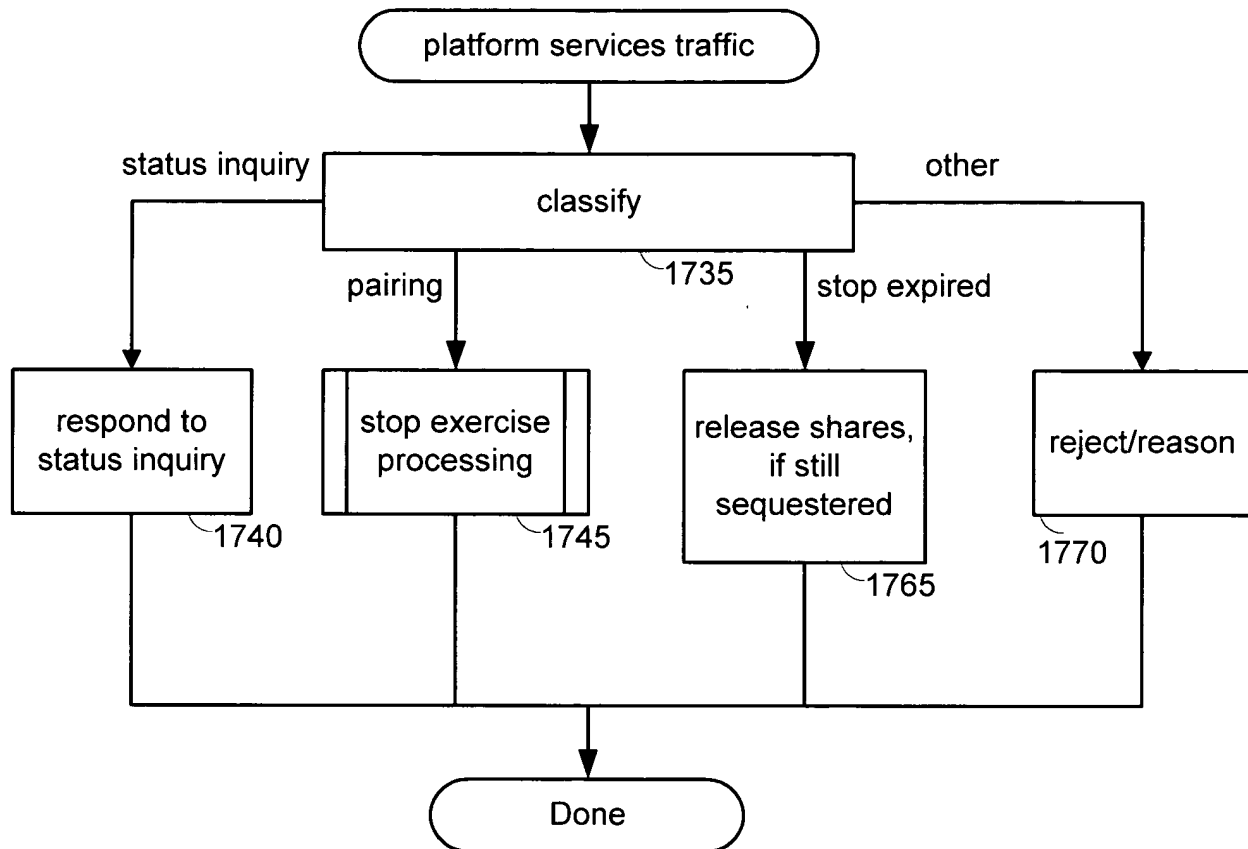 platform services traffic
status inquiry
classify
other
1735
pairing
stop expired
respond to
status inquiry
1740
stop exercise
processing
1745
release shares,
if still
sequestered
1765
reject/reason
1770
Done